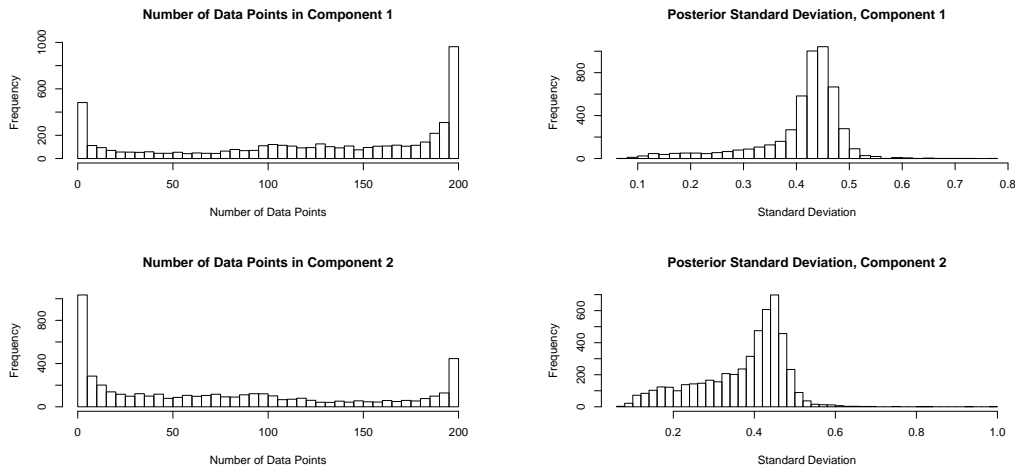 Number of Data Points in Component 1
Frequency
0 200 600 1000
0 50 100 150 200
Number of Data Points
Posterior Standard Deviation, Component 1
Frequency
0 400 800
0.1 0.2 0.3 0.4 0.5 0.6 0.7 0.8
Standard Deviation
Number of Data Points in Component 2
Frequency
0 400 800
0 50 100 150 200
Number of Data Points
Posterior Standard Deviation, Component 2
Frequency
0 200 400 600
0.2 0.4 0.6 0.8 1.0
Standard Deviation